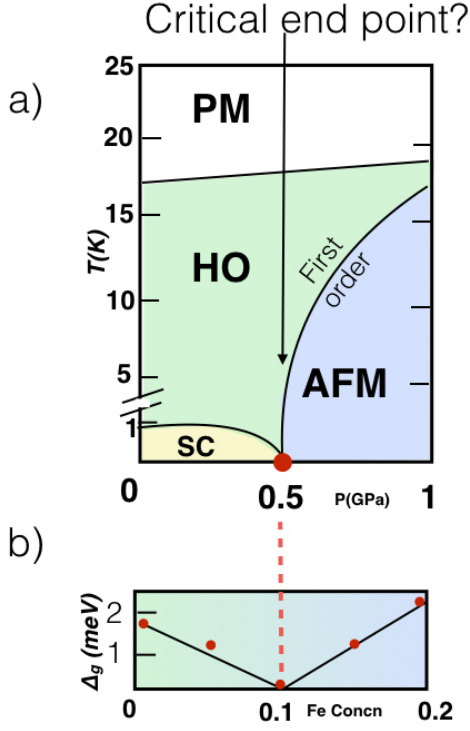 Critical end point?
a)
25
PM
20
T(K)
15
HO
First
order
10
5
AFM
1
SC
0
0.5
P(GPa)
1
b)
Δg (meV)
2
1
0
0.1
Fe Concn
0.2